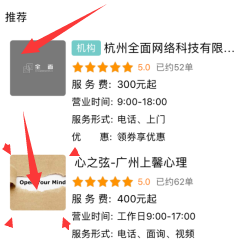 推荐
全面
机构 杭州全面网络科技有限...
5.0 已约52单
服 务 费: 300元起
营业时间: 9:00-18:00
服务形式: 电话、上门
优 惠: 领券享优惠
Open Your Mind
心之弦-广州上馨心理
5.0 已约62单
服 务 费: 400元起
营业时间: 工作日9:00-17:00
服务形式: 电话、面询、视频